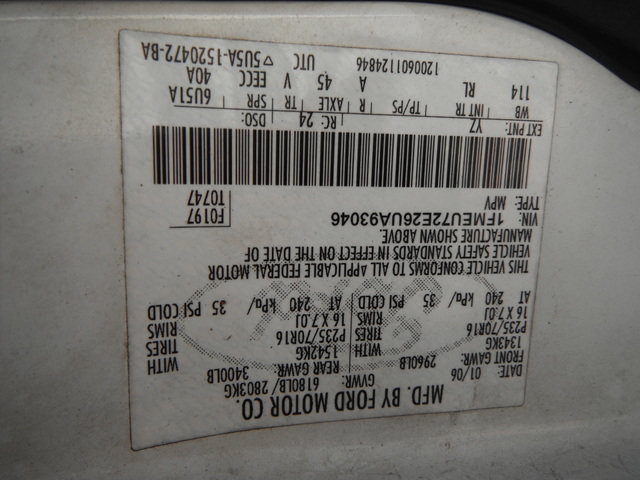 MFD. BY FORD MOTOR CO.
DATE: 01/06 GVWR: 6180LB/ 2803KG
FRONT GAWR: 2960LB REAR GAWR: 3400LB
1343KG WITH 1542KG WITH
P235/70R16 TIRES P235/70R16 TIRES
16 X 7.0J RIMS 16 X 7.0J RIMS
AT 240 kPa/ 35 PSI COLD AT 240 kPa/ 35 PSI COLD
THIS VEHICLE CONFORMS TO ALL APPLICABLE FEDERAL MOTOR
VEHICLE SAFETY STANDARDS IN EFFECT ON THE DATE OF
MANUFACTURE SHOWN ABOVE.
VIN: 1FMEU72E26UA93046 F0197
TYPE: MPV T0747
EXT PNT: YZ RC: 24 DSO:
WB INT TR TP/PS R AXLE TR SPR 6U51A
114 RL A 45 V EECC 40A
1200601124846 UTC ▽ 5U5A-1520472-BA